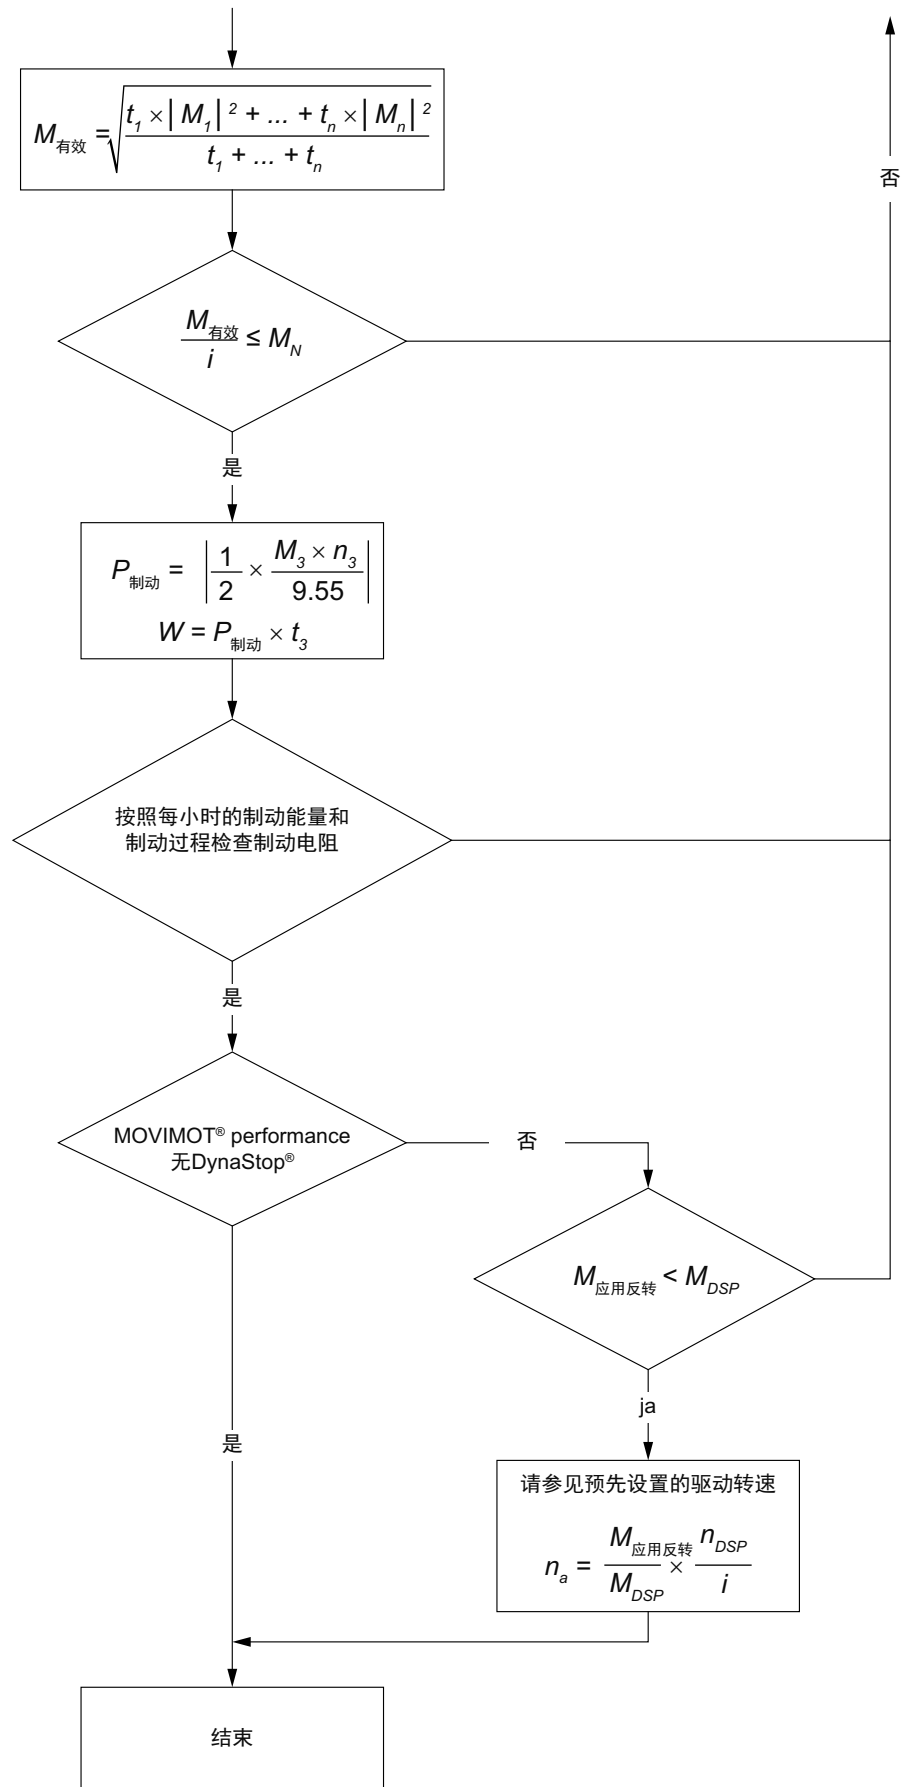 M有效 = √(t1 × |M1|² + ... + tn × |Mn|²) / (t1 + ... + tn)
否
M有效 / i ≤ MN
是
P制动 = |1/2 × M3 × n3 / 9.55|
W = P制动 × t3
按照每小时的制动能量和
制动过程检查制动电阻
是
MOVIMOT® performance
无DynaStop®
否
M应用反转 < MDSP
ja
是
请参见预先设置的驱动转速
na = M应用反转 / MDSP × nDSP / i
结束